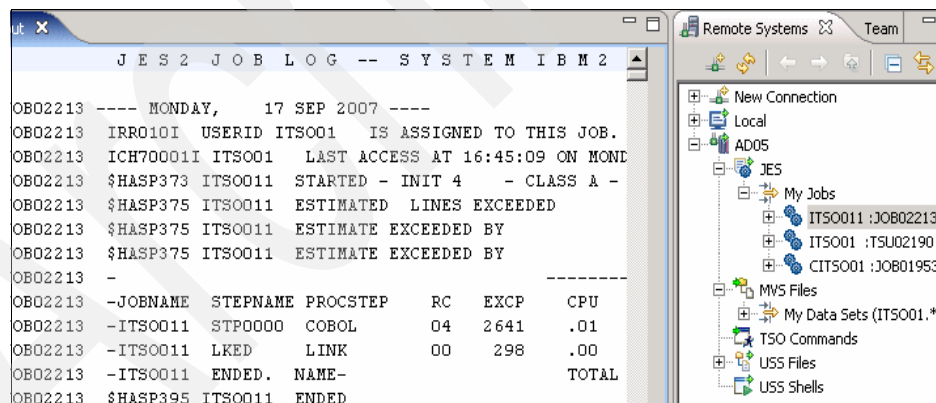 ut
J E S 2  J O B  L O G  --  S Y S T E M  I B M 2
OB02213 ---- MONDAY, 17 SEP 2007 ----
OB02213 IRR010I USERID ITSO01 IS ASSIGNED TO THIS JOB.
OB02213 ICH70001I ITSO01 LAST ACCESS AT 16:45:09 ON MOND
OB02213 $HASP373 ITSO011 STARTED - INIT 4 - CLASS A -
OB02213 $HASP375 ITSO011 ESTIMATED LINES EXCEEDED
OB02213 $HASP375 ITSO011 ESTIMATE EXCEEDED BY
OB02213 $HASP375 ITSO011 ESTIMATE EXCEEDED BY
OB02213 - --------
OB02213 -JOBNAME STEPNAME PROCSTEP RC EXCP CPU
OB02213 -ITSO011 STP0000 COBOL 04 2641 .01
OB02213 -ITSO011 LKED LINK 00 298 .00
OB02213 -ITSO011 ENDED. NAME- TOTAL
OB02213 $HASP395 ITSO011 ENDED
Remote Systems Team
New Connection
Local
AD05
JES
My Jobs
ITSO011 :JOB02213
ITSO01 :TSU02190
CITSO01 :JOB01953
MVS Files
My Data Sets (ITSO01.*
TSO Commands
USS Files
USS Shells